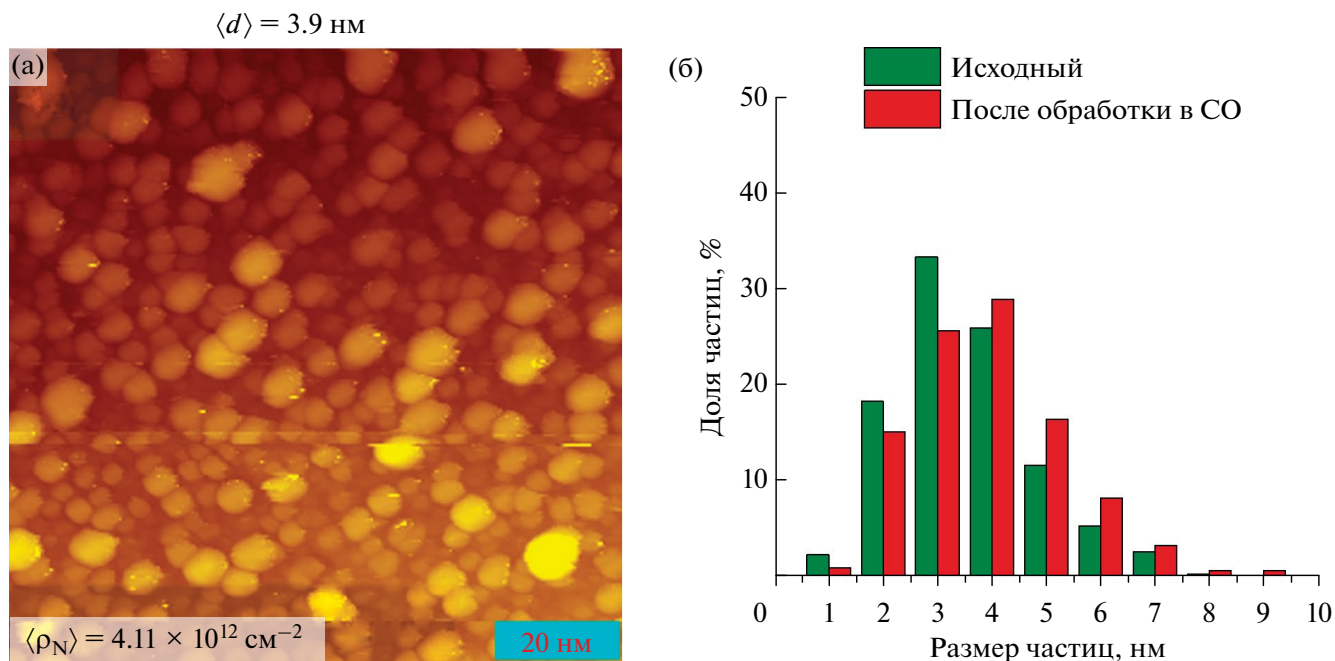 ⟨d⟩ = 3.9 нм
(а)
⟨ρN⟩ = 4.11 × 10¹² см⁻²
20 нм
(б)
Исходный
После обработки в CO
Доля частиц, %
50
40
30
20
10
0 1 2 3 4 5 6 7 8 9 10
Размер частиц, нм